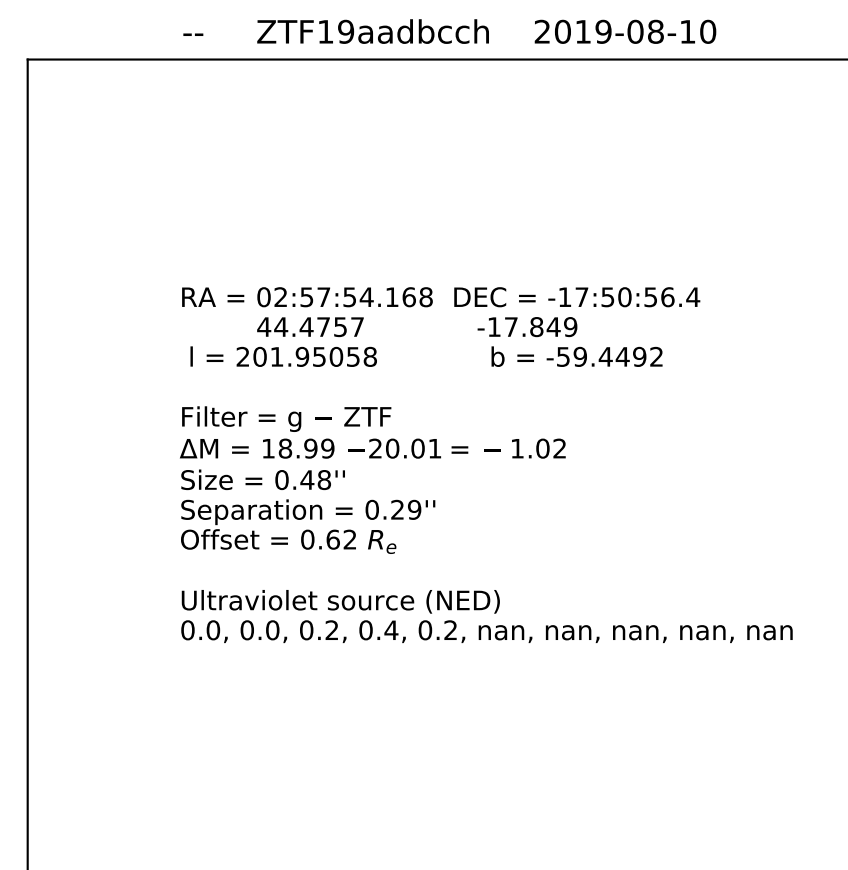 -- ZTF19aadbcch 2019-08-10
RA = 02:57:54.168 DEC = -17:50:56.4
44.4757 -17.849
l = 201.95058 b = -59.4492
Filter = g − ZTF
ΔM = 18.99 −20.01 = − 1.02
Size = 0.48''
Separation = 0.29''
Offset = 0.62 Re
Ultraviolet source (NED)
0.0, 0.0, 0.2, 0.4, 0.2, nan, nan, nan, nan, nan